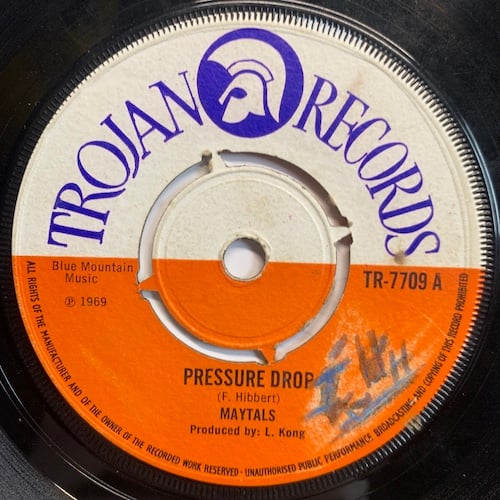 TROJAN RECORDS
Blue Mountain
Music
℗ 1969
TR-7709 A
PRESSURE DROP
(F. Hibbert)
MAYTALS
Produced by: L. Kong
ALL RIGHTS OF THE MANUFACTURER AND OF THE OWNER OF THE RECORDED WORK RESERVED - UNAUTHORISED PUBLIC PERFORMANCE BROADCASTING AND COPYING OF THIS RECORD PROHIBITED